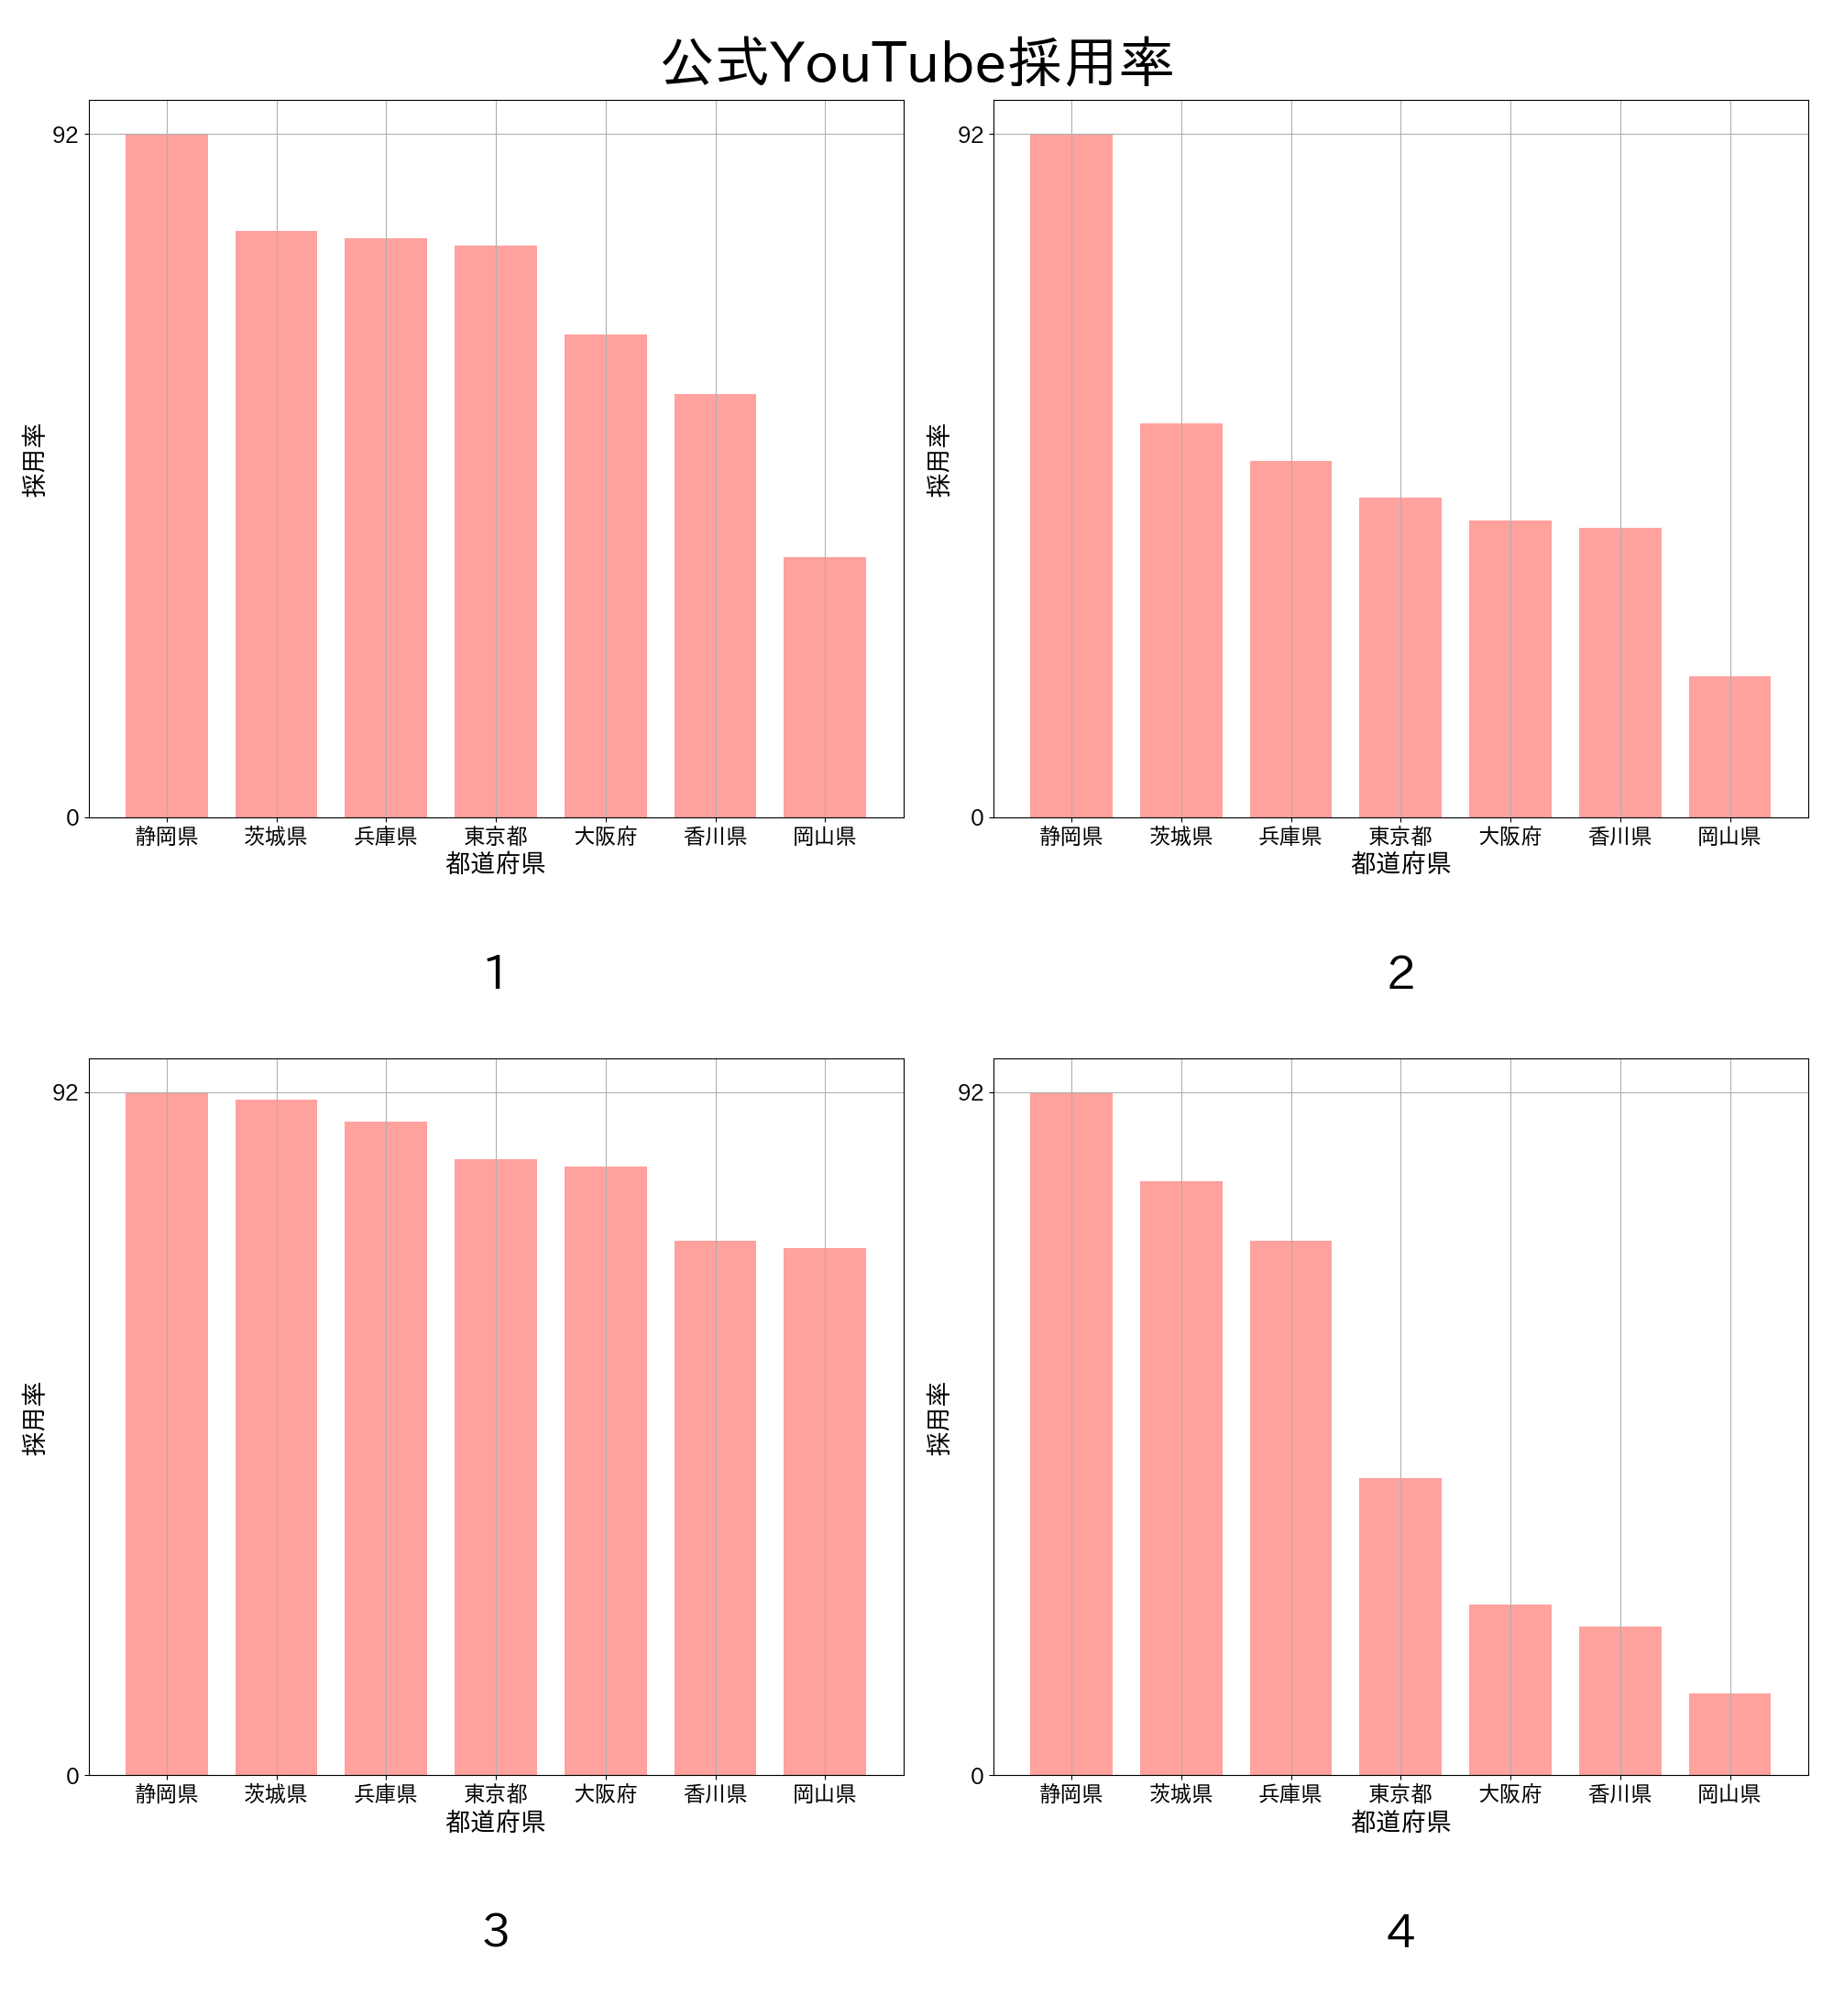 公式YouTube採用率
92
0
採用率
静岡県 茨城県 兵庫県 東京都 大阪府 香川県 岡山県
都道府県
1
92
0
採用率
静岡県 茨城県 兵庫県 東京都 大阪府 香川県 岡山県
都道府県
2
92
0
採用率
静岡県 茨城県 兵庫県 東京都 大阪府 香川県 岡山県
都道府県
3
92
0
採用率
静岡県 茨城県 兵庫県 東京都 大阪府 香川県 岡山県
都道府県
4